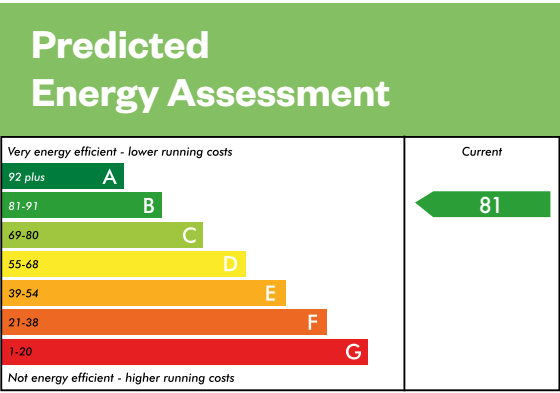 Predicted
Energy Assessment
Very energy efficient - lower running costs
Current
92 plus A
81-91 B
81
69-80 C
55-68 D
39-54 E
21-38 F
1-20 G
Not energy efficient - higher running costs